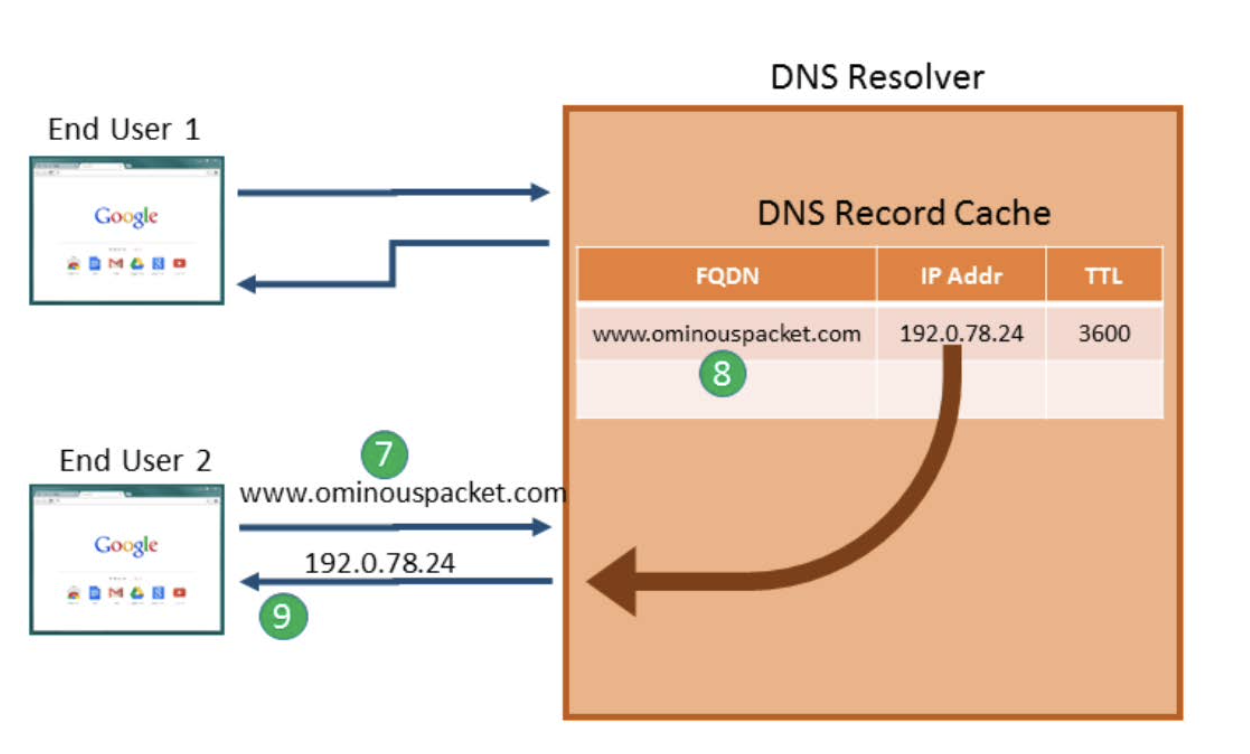 DNS Resolver
End User 1
Google
DNS Record Cache
FQDN IP Addr TTL
www.ominouspacket.com 192.0.78.24 3600
8
End User 2
7
www.ominouspacket.com
Google
192.0.78.24
9